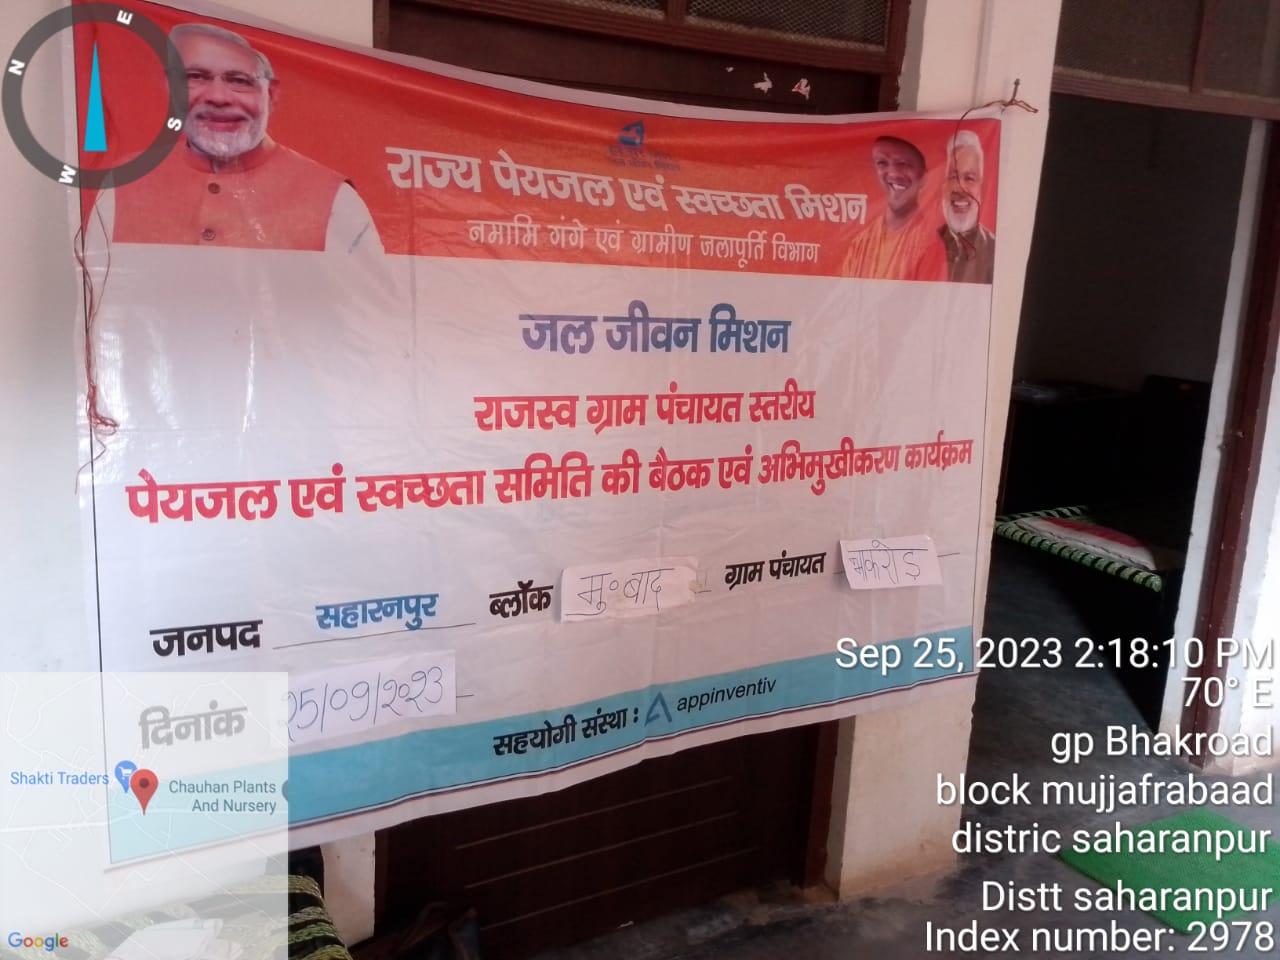 राज्य पेयजल एवं स्वच्छता मिशन
नमामि गंगे एवं ग्रामीण जलापूर्ति विभाग
जल जीवन मिशन
राजस्व ग्राम पंचायत स्तरीय
पेयजल एवं स्वच्छता समिति की बैठक एवं अभिमुखीकरण कार्यक्रम
जनपद सहारनपुर ब्लॉक मु०बाद ग्राम पंचायत भकरोड़
दिनांक 25/09/2023
सहयोगी संस्था : appinventiv
N E S W
Shakti Traders
Chauhan Plants
And Nursery
Google
Sep 25, 2023 2:18:10 PM
70° E
gp Bhakroad
block mujjafrabaad
distric saharanpur
Distt saharanpur
Index number: 2978